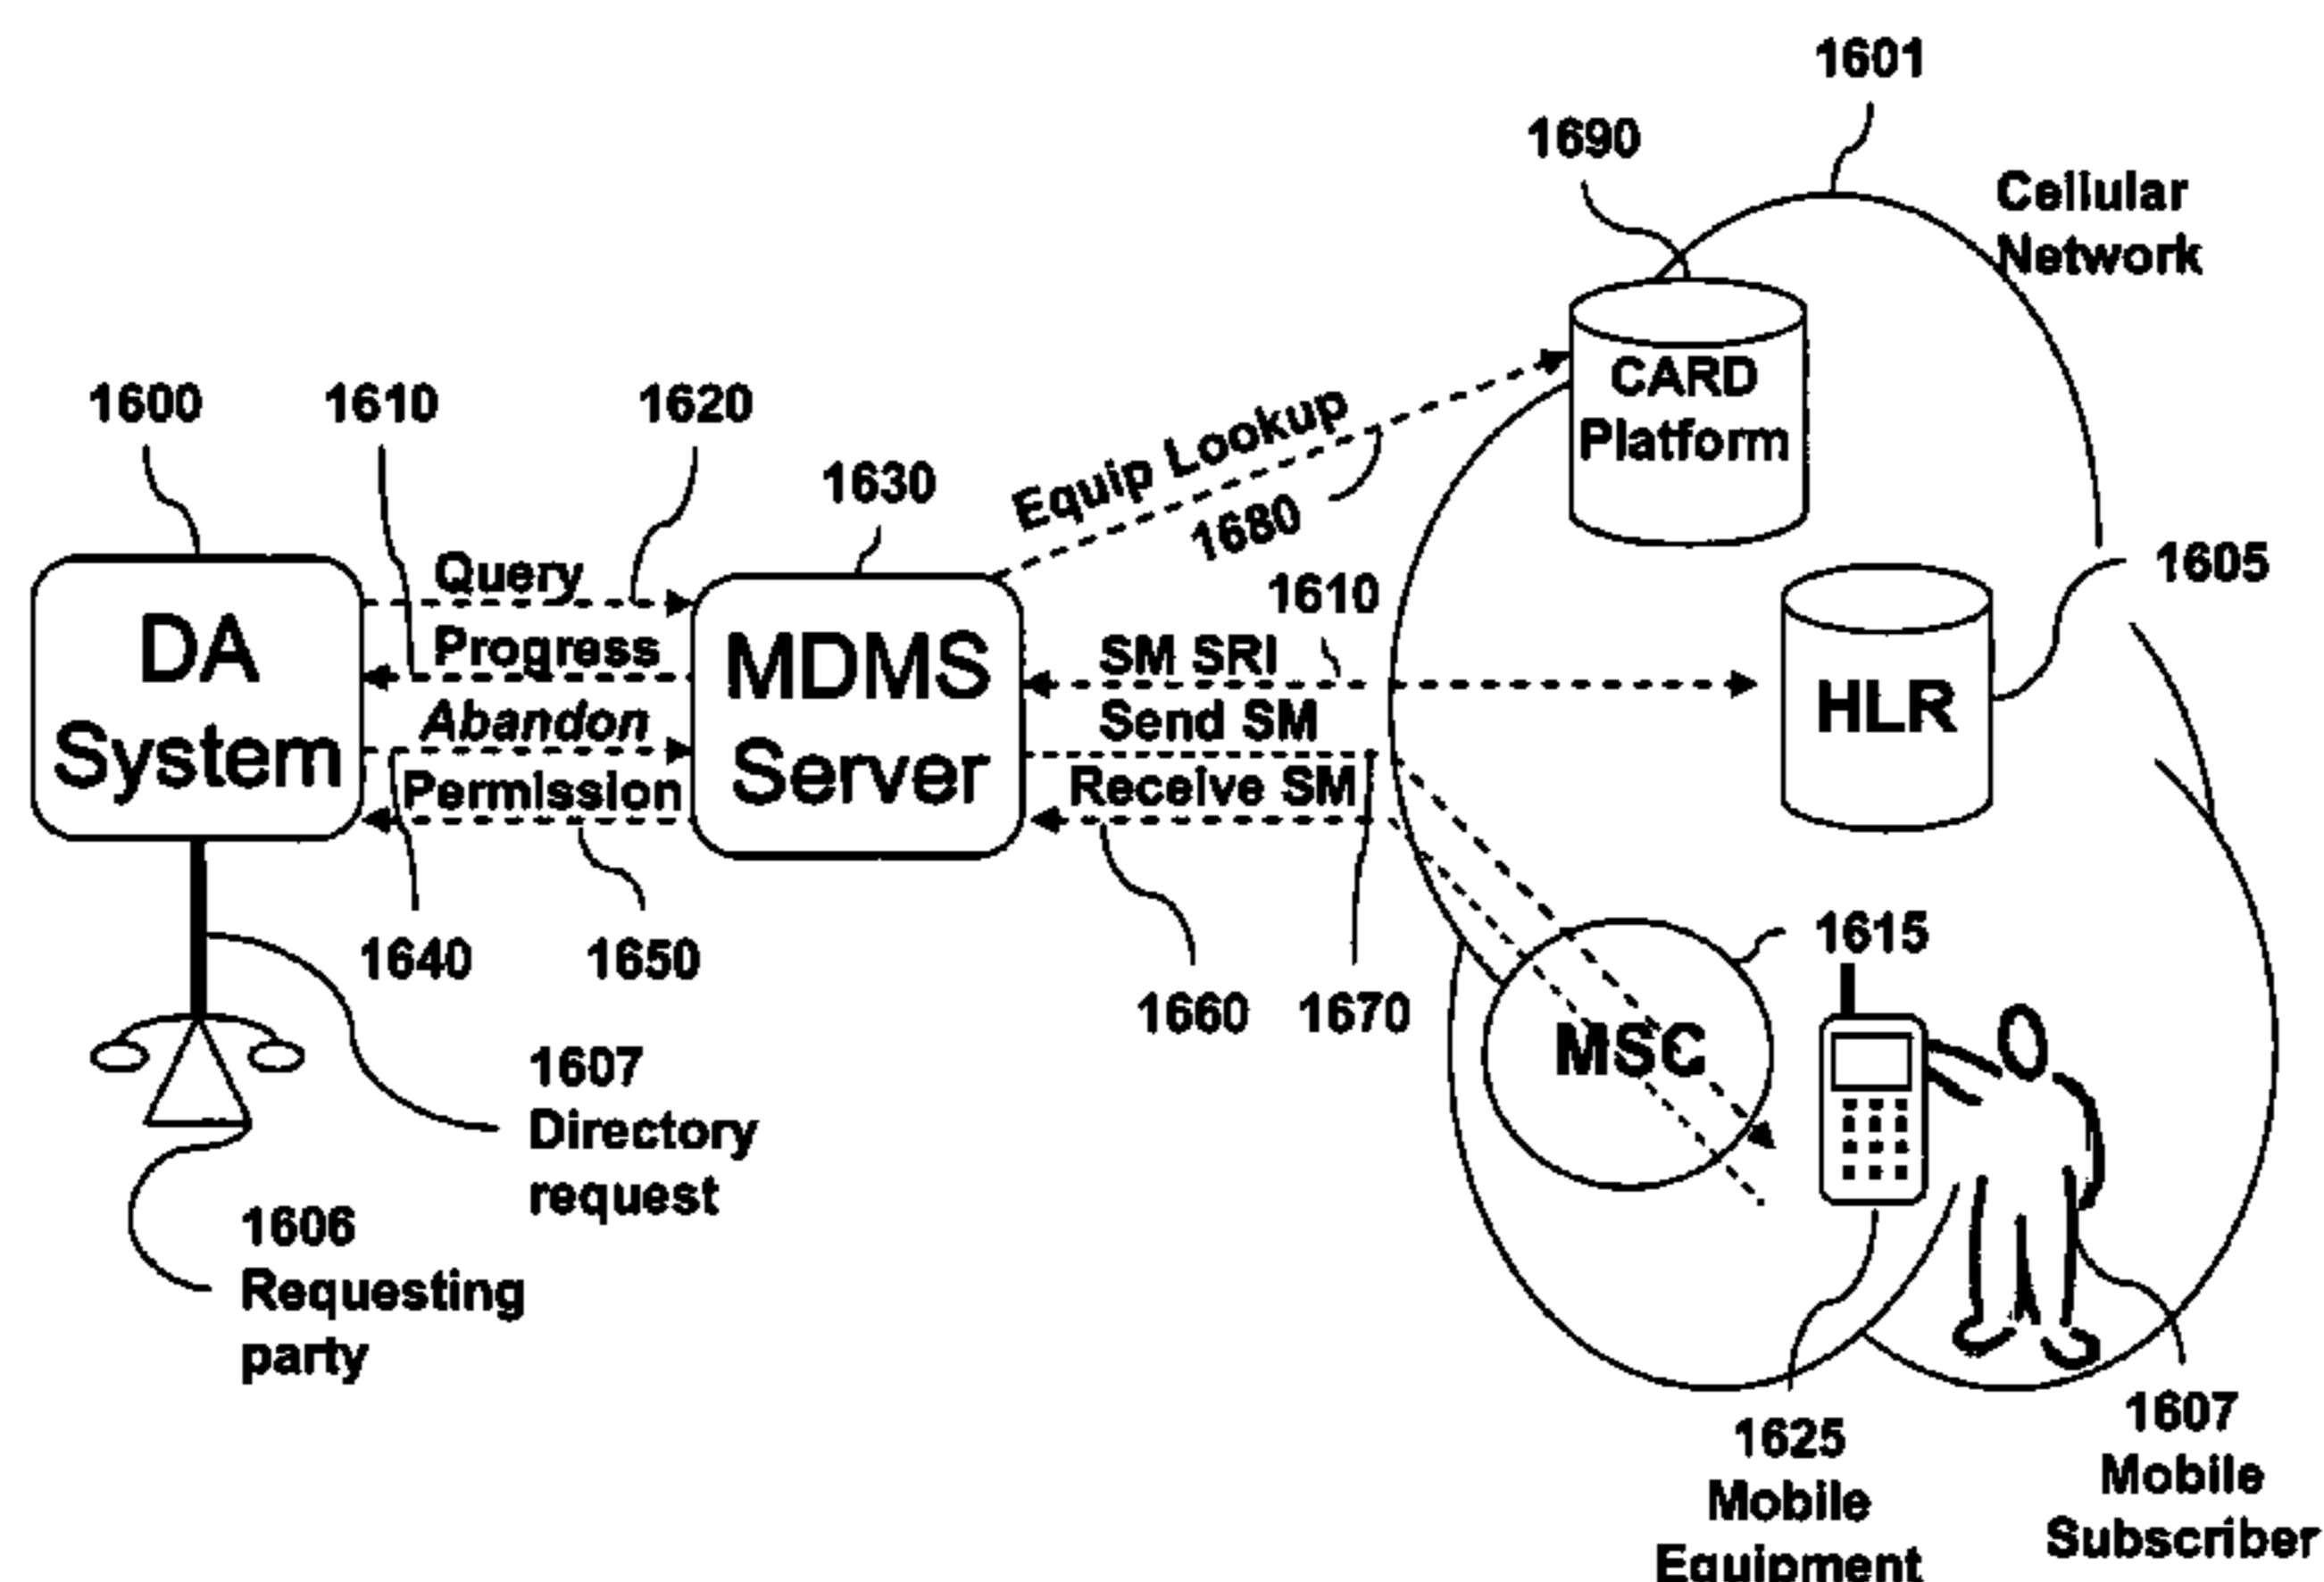 1601
1690
Cellular
Network
CARD
Platform
1600
1610
1620
1630
Equip Lookup
1680
1610
1605
Query
Progress
Abandon
Permission
DA
System
MDMS
Server
SM SRI
Send SM
Receive SM
HLR
1640
1650
1660
1670
1615
MSC
1607
Directory
request
1606
Requesting
party
1625
Mobile
Equipment
1607
Mobile
Subscriber